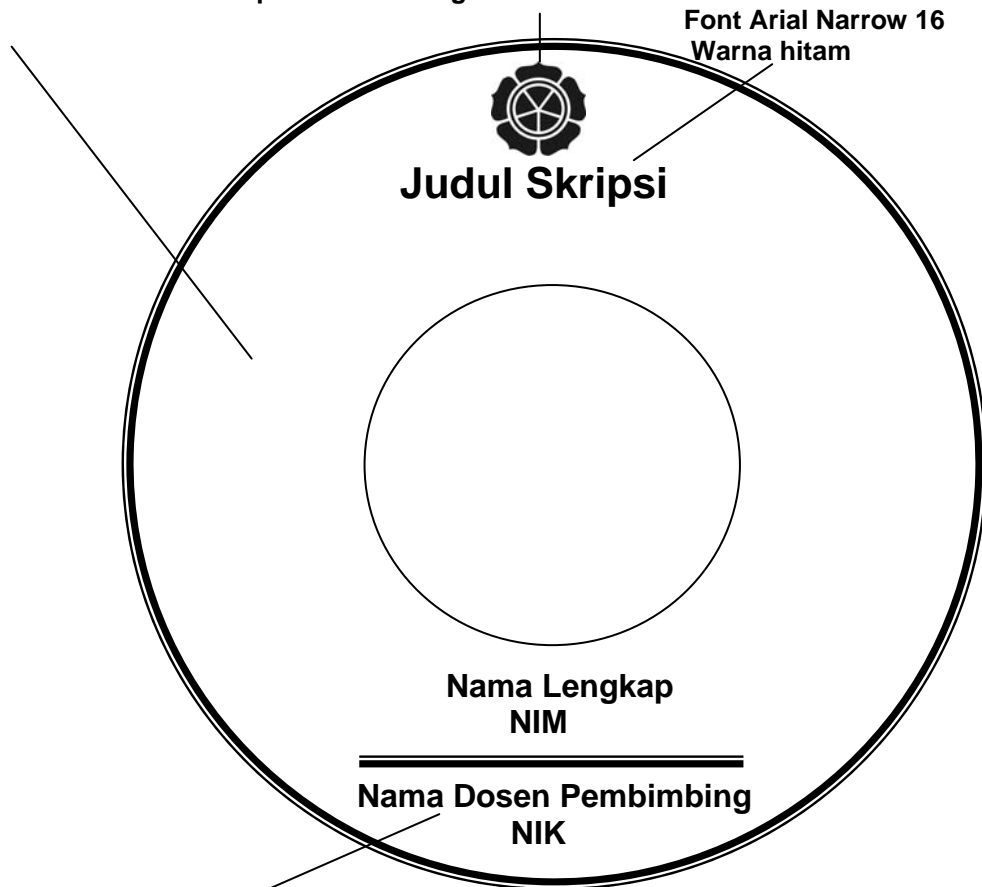 Font Arial Narrow 16
Warna hitam
Judul Skripsi
Nama Lengkap
NIM
Nama Dosen Pembimbing
NIK